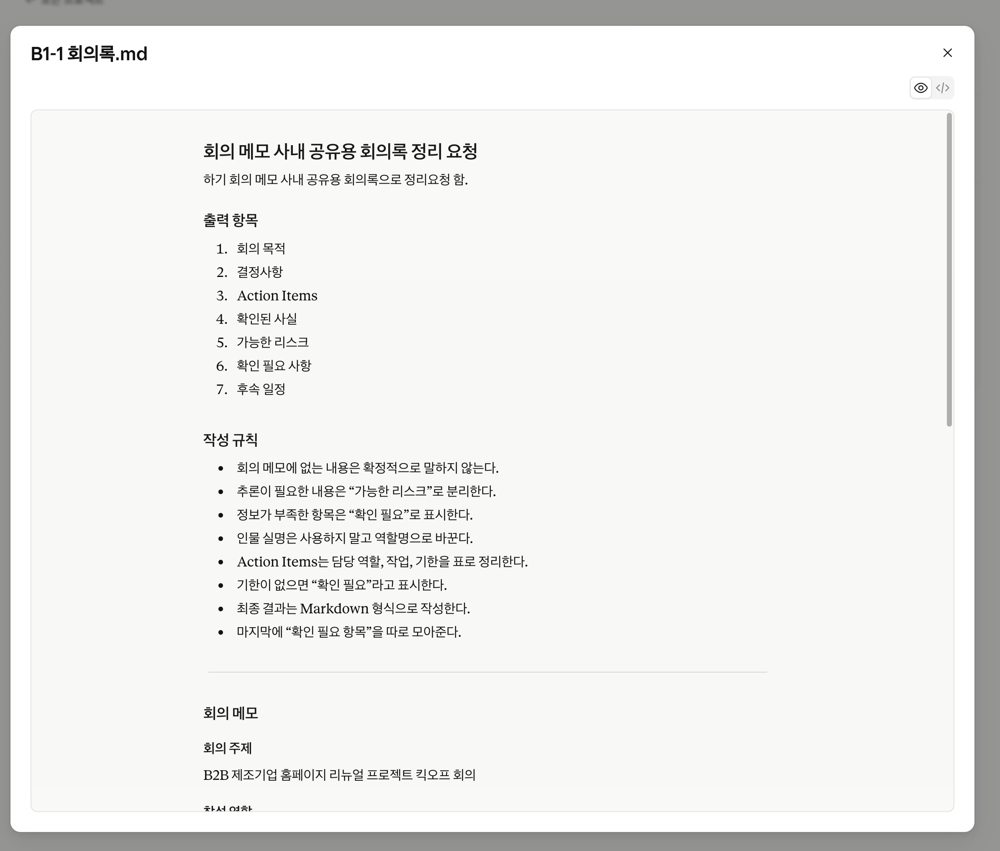 B1-1 회의록.md
회의 메모 사내 공유용 회의록 정리 요청
하기 회의 메모 사내 공유용 회의록으로 정리요청 함.
출력 항목
1. 회의 목적
2. 결정사항
3. Action Items
4. 확인된 사실
5. 가능한 리스크
6. 확인 필요 사항
7. 후속 일정
작성 규칙
• 회의 메모에 없는 내용은 확정적으로 말하지 않는다.
• 추론이 필요한 내용은 “가능한 리스크”로 분리한다.
• 정보가 부족한 항목은 “확인 필요”로 표시한다.
• 인물 실명은 사용하지 말고 역할명으로 바꾼다.
• Action Items는 담당 역할, 작업, 기한을 표로 정리한다.
• 기한이 없으면 “확인 필요”라고 표시한다.
• 최종 결과는 Markdown 형식으로 작성한다.
• 마지막에 “확인 필요 항목”을 따로 모아준다.
회의 메모
회의 주제
B2B 제조기업 홈페이지 리뉴얼 프로젝트 킥오프 회의